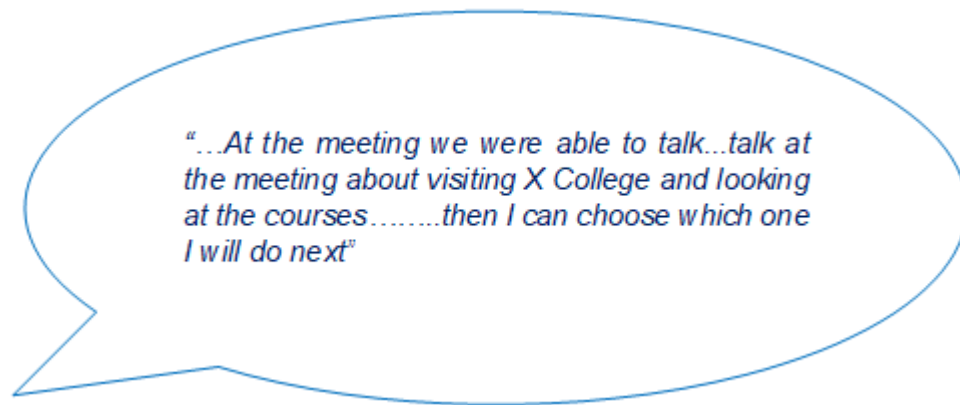 “…At the meeting we were able to talk...talk at
the meeting about visiting X College and looking
at the courses……..then I can choose which one
I will do next”